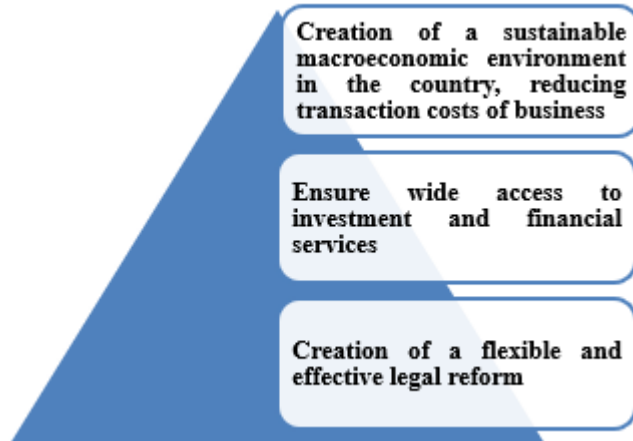 Creation of a sustainable
macroeconomic environment
in the country, reducing
transaction costs of business
Ensure wide access to
investment and financial
services
Creation of a flexible and
effective legal reform